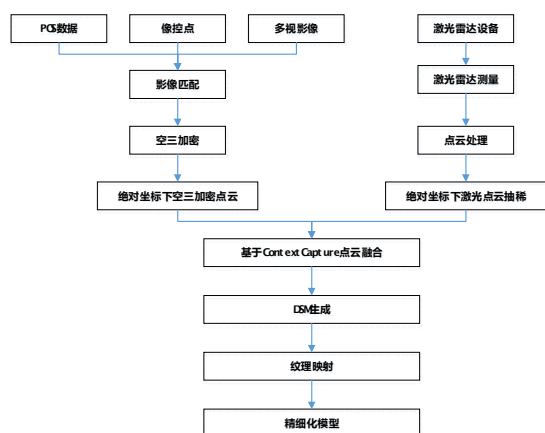 POS数据
像控点
多视影像
激光雷达设备
影像匹配
激光雷达测量
空三加密
点云处理
绝对坐标下空三加密点云
绝对坐标下激光点云抽稀
基于Context Capture点云融合
DSM生成
纹理映射
精细化模型